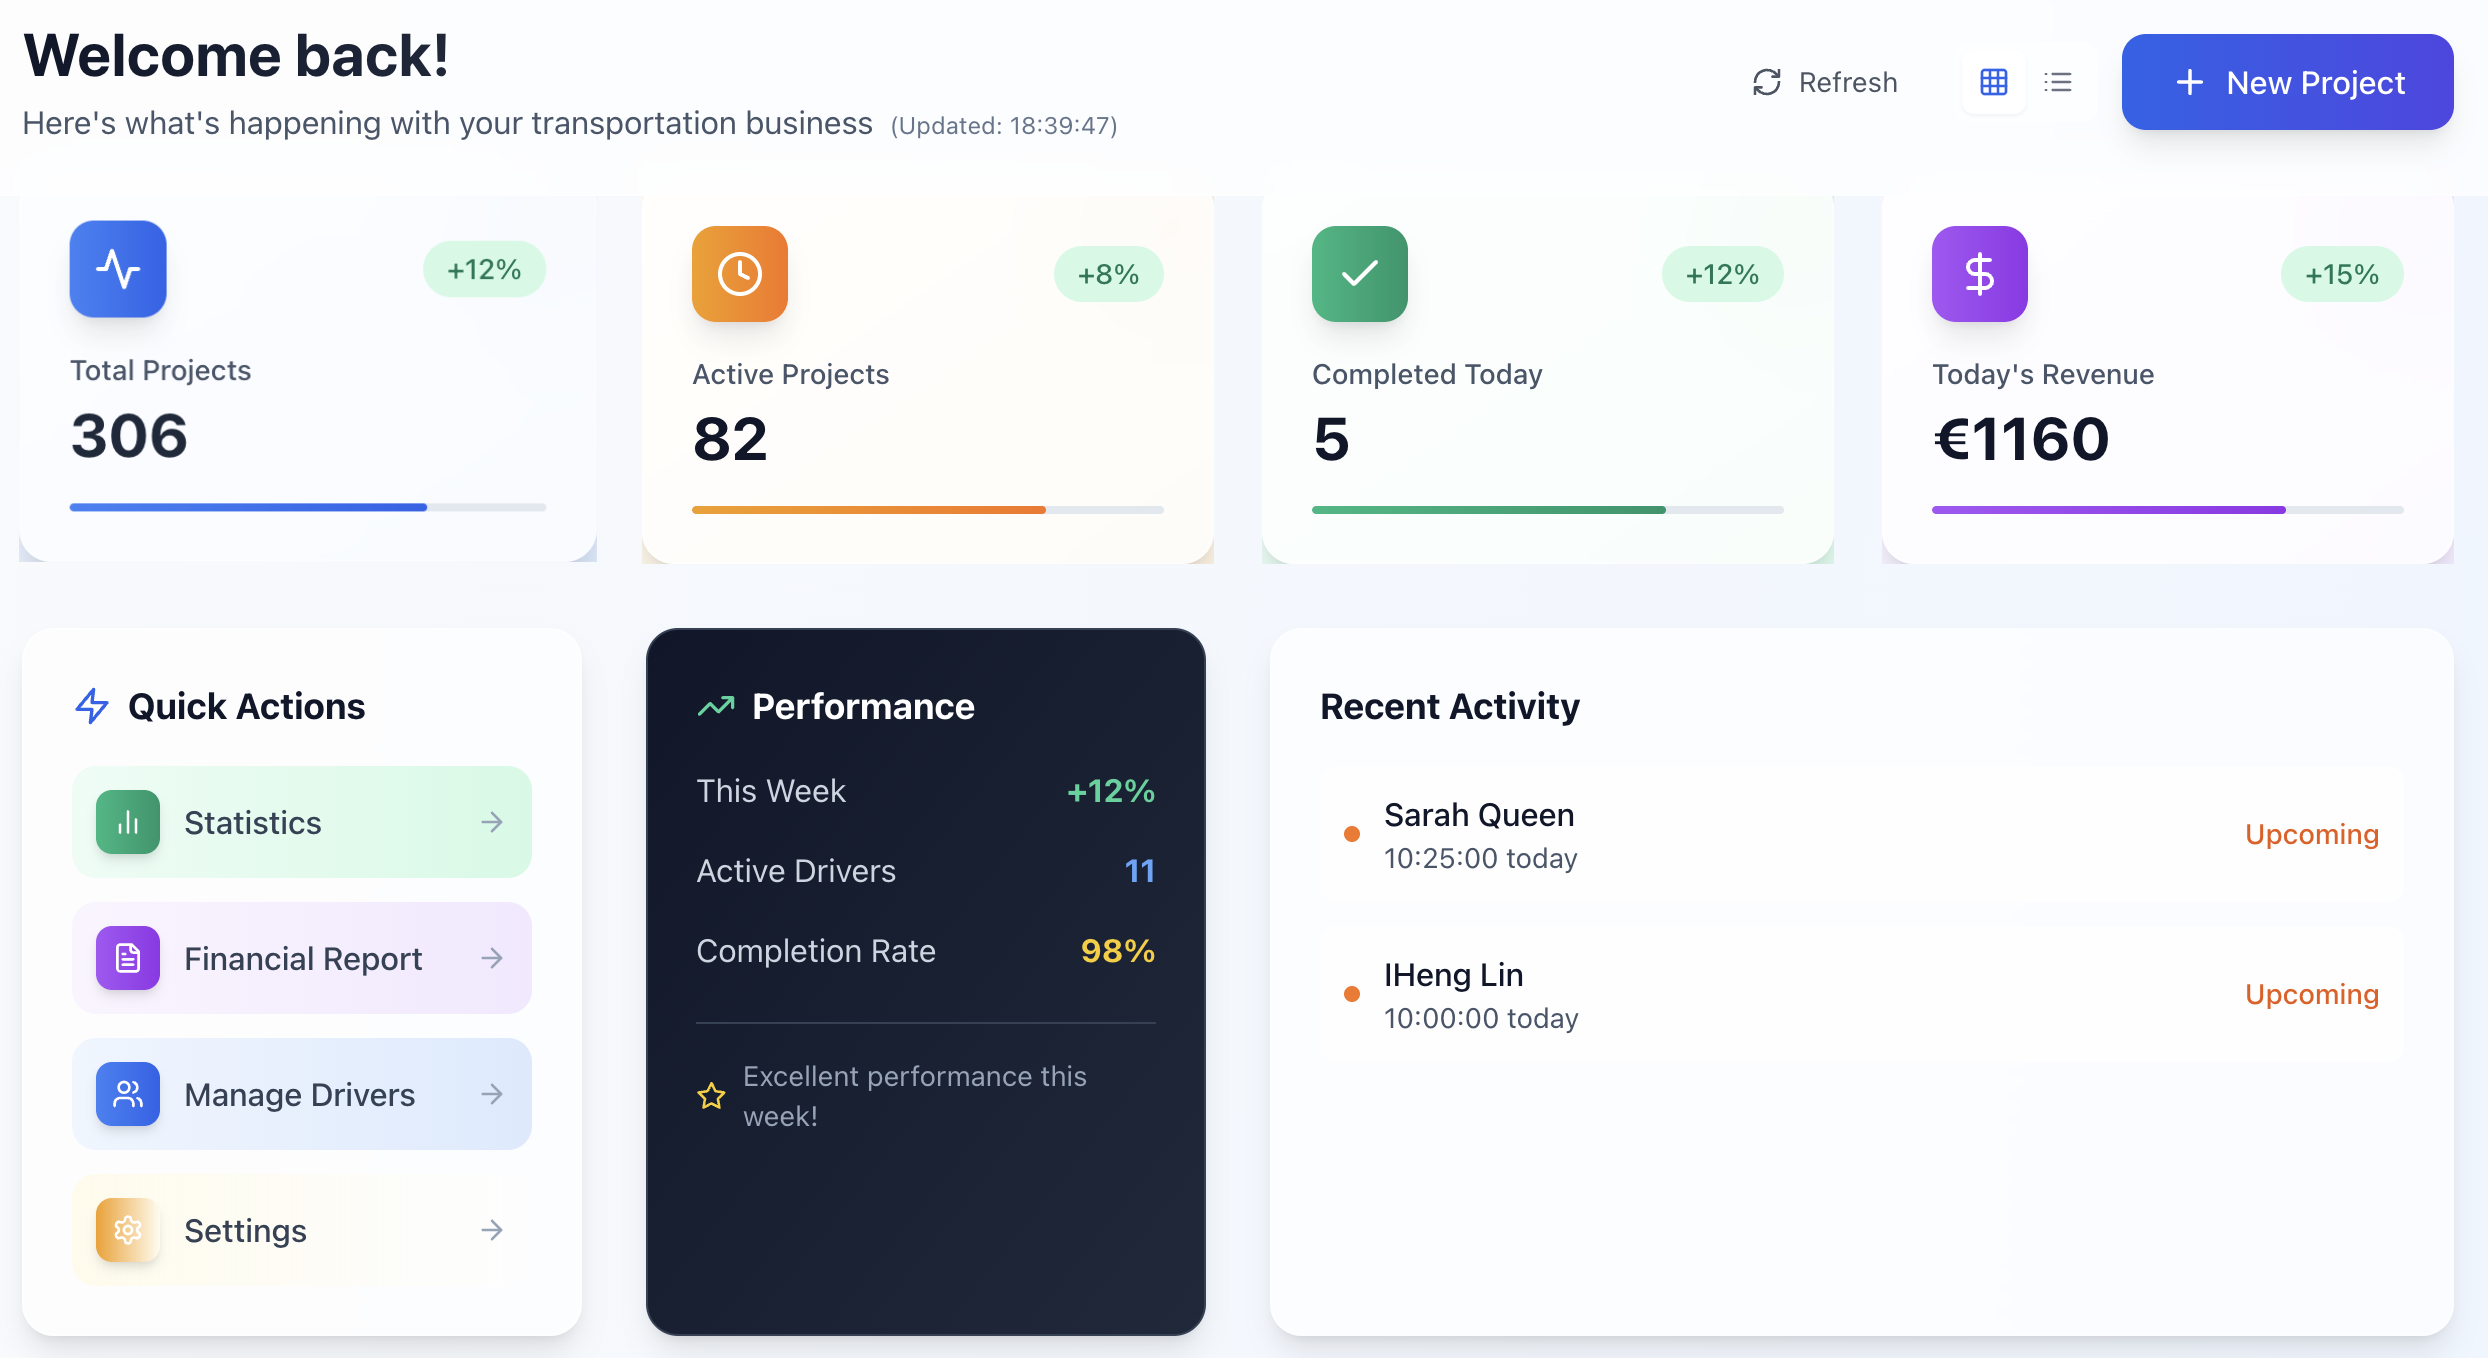 Welcome back!
Here's what's happening with your transportation business (Updated: 18:39:47)
Refresh
New Project
+12%
Total Projects
306
+8%
Active Projects
82
+12%
Completed Today
5
+15%
Today's Revenue
€1160
Quick Actions
Statistics
Financial Report
Manage Drivers
Settings
Performance
This Week +12%
Active Drivers 11
Completion Rate 98%
Excellent performance this
week!
Recent Activity
Sarah Queen
10:25:00 today
Upcoming
IHeng Lin
10:00:00 today
Upcoming